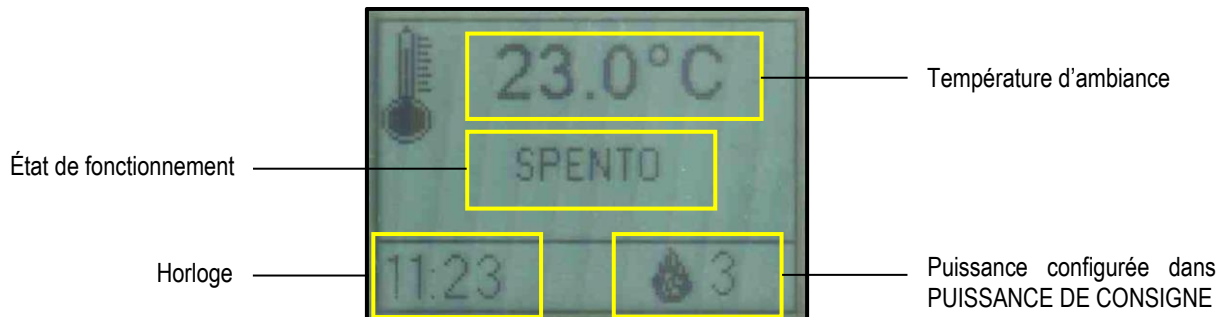 23.0°C
Température d’ambiance
État de fonctionnement
SPENTO
Horloge
11:23
3
Puissance configurée dans
PUISSANCE DE CONSIGNE